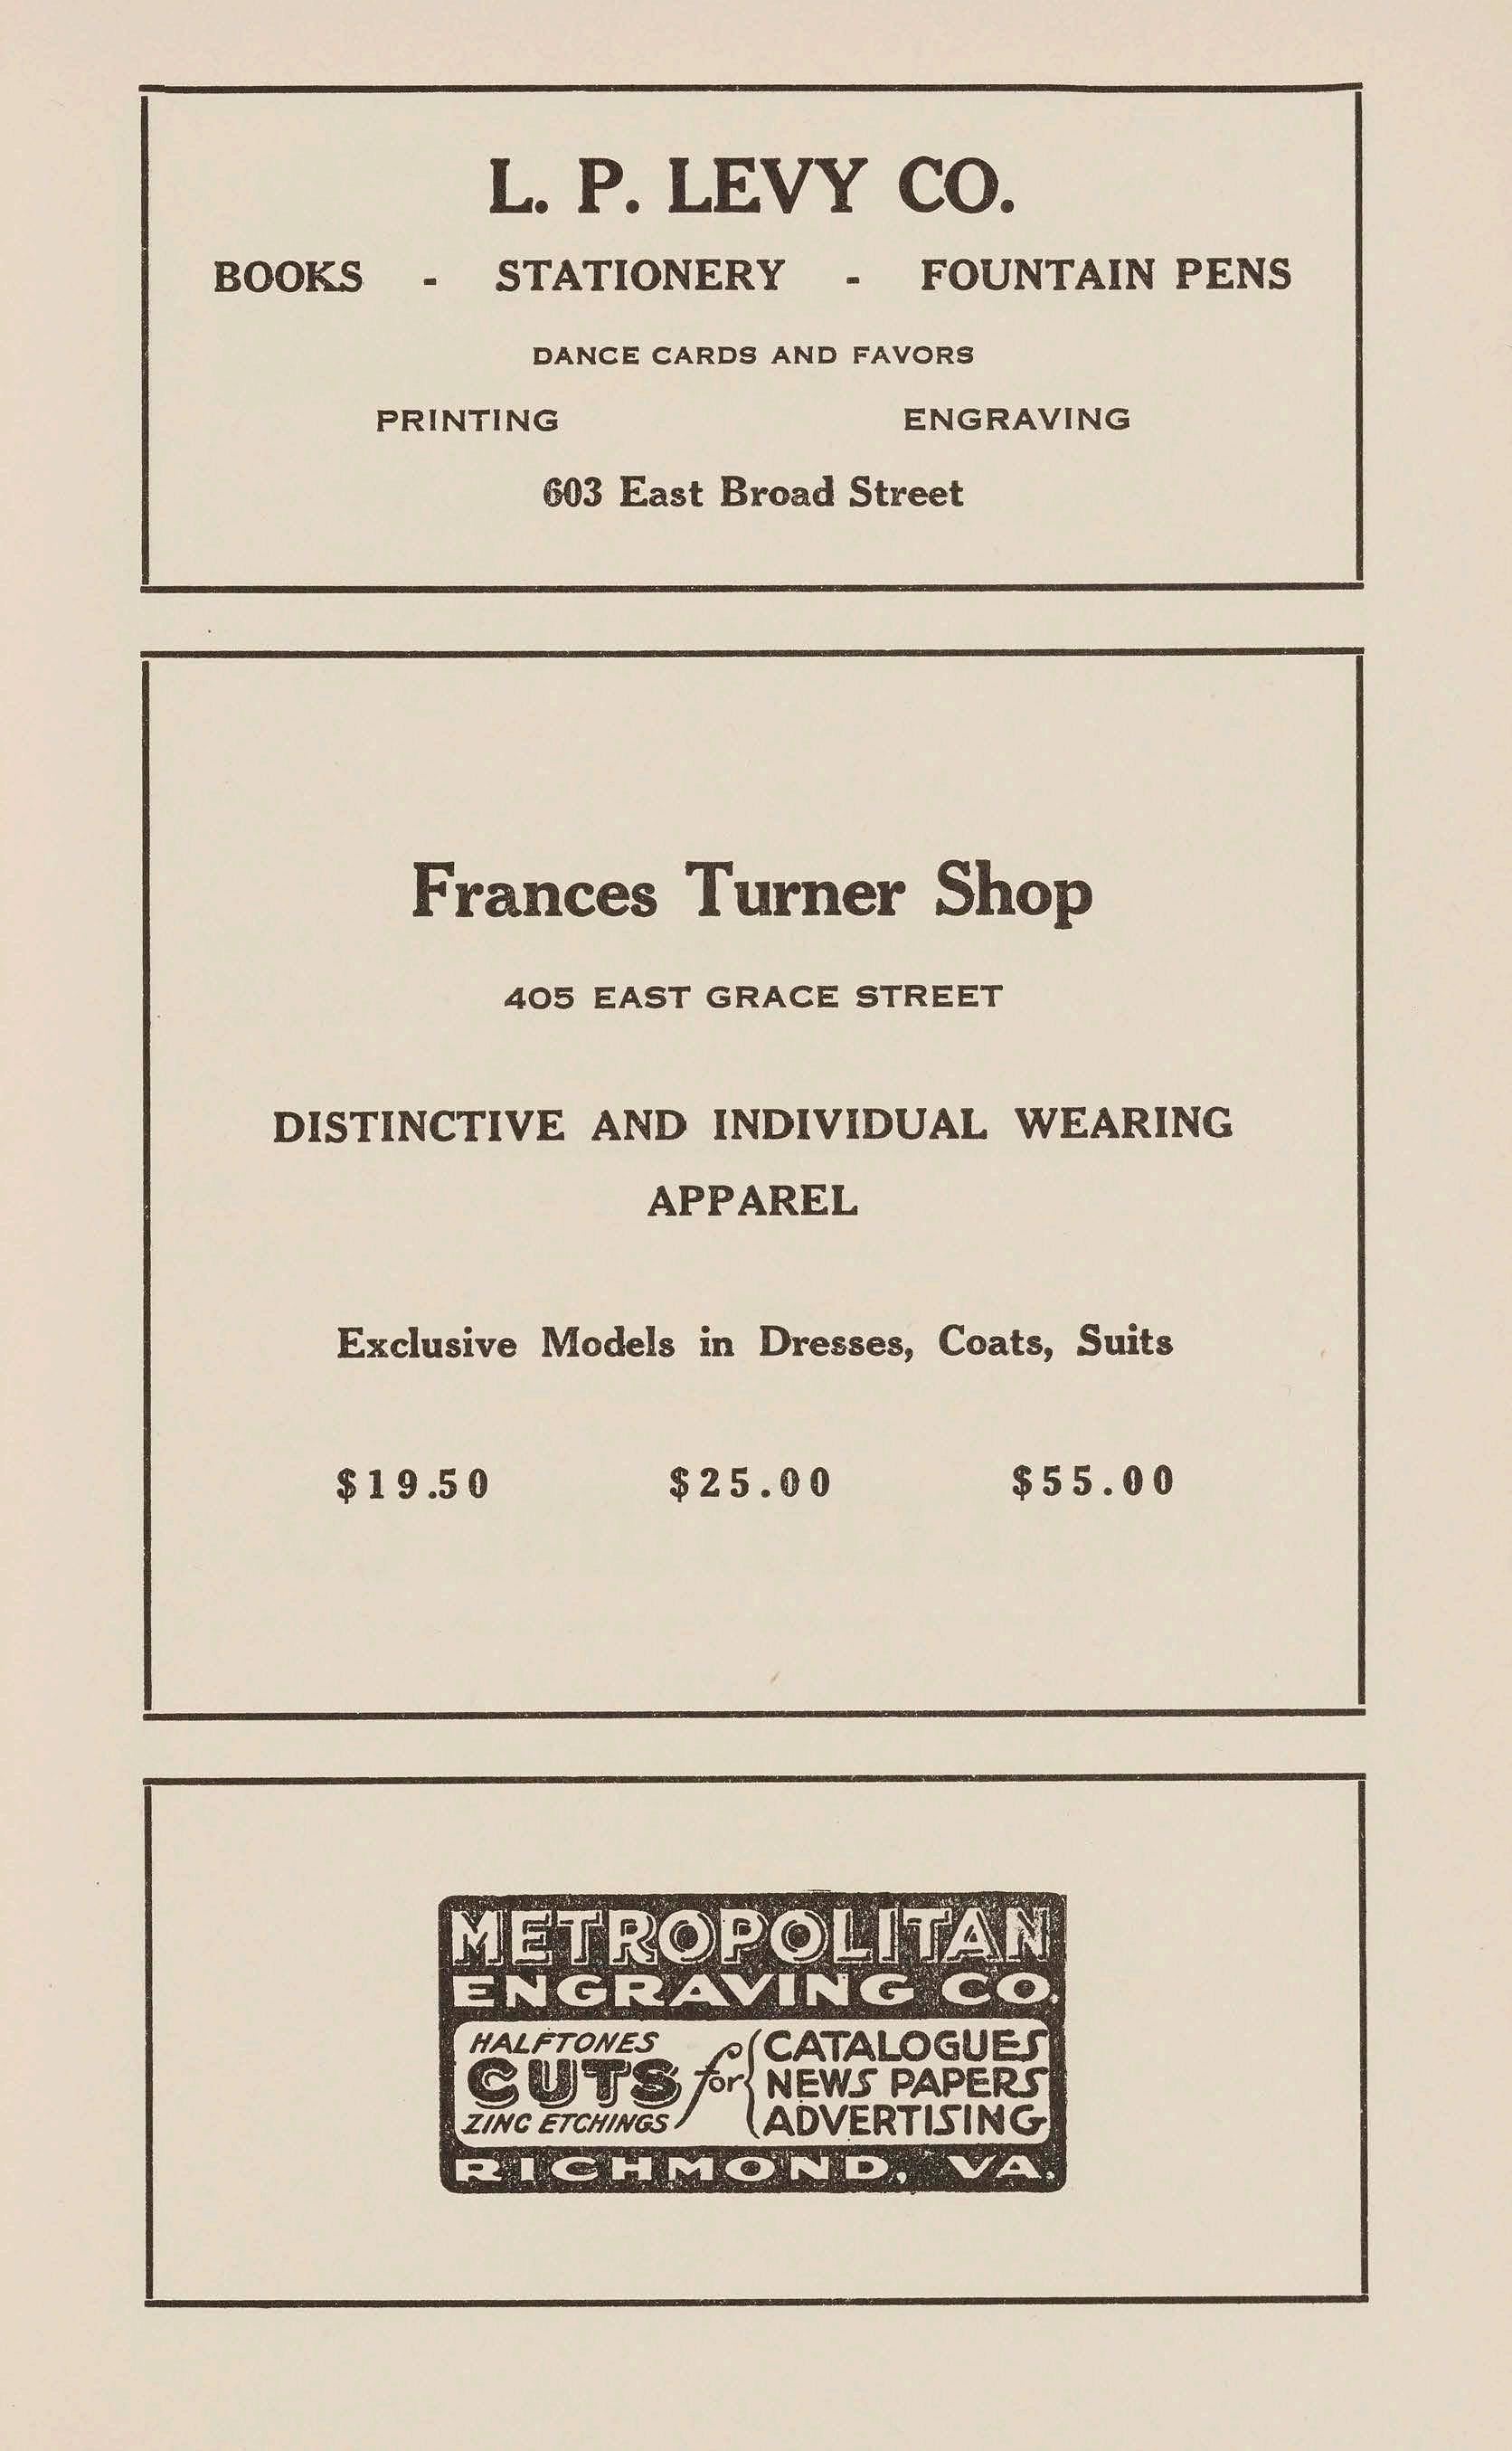 L. P. LEVY CO.
BOOKS - STATIONERY - FOUNTAIN PENS
DANCE CARDS AND FAVORS
PRINTING ENGRAVING
603 East Broad Street
Frances Turner Shop
405 EAST GRACE STREET
DISTINCTIVE AND INDIVIDUAL WEARING
APPAREL
Exclusive Models in Dresses, Coats, Suits
$19.50 $25.00 $55.00
METROPOLITAN
ENGRAVING CO.
HALFTONES
CUTS for
ZINC ETCHINGS
CATALOGUES
NEWS PAPERS
ADVERTISING
RICHMOND, VA.